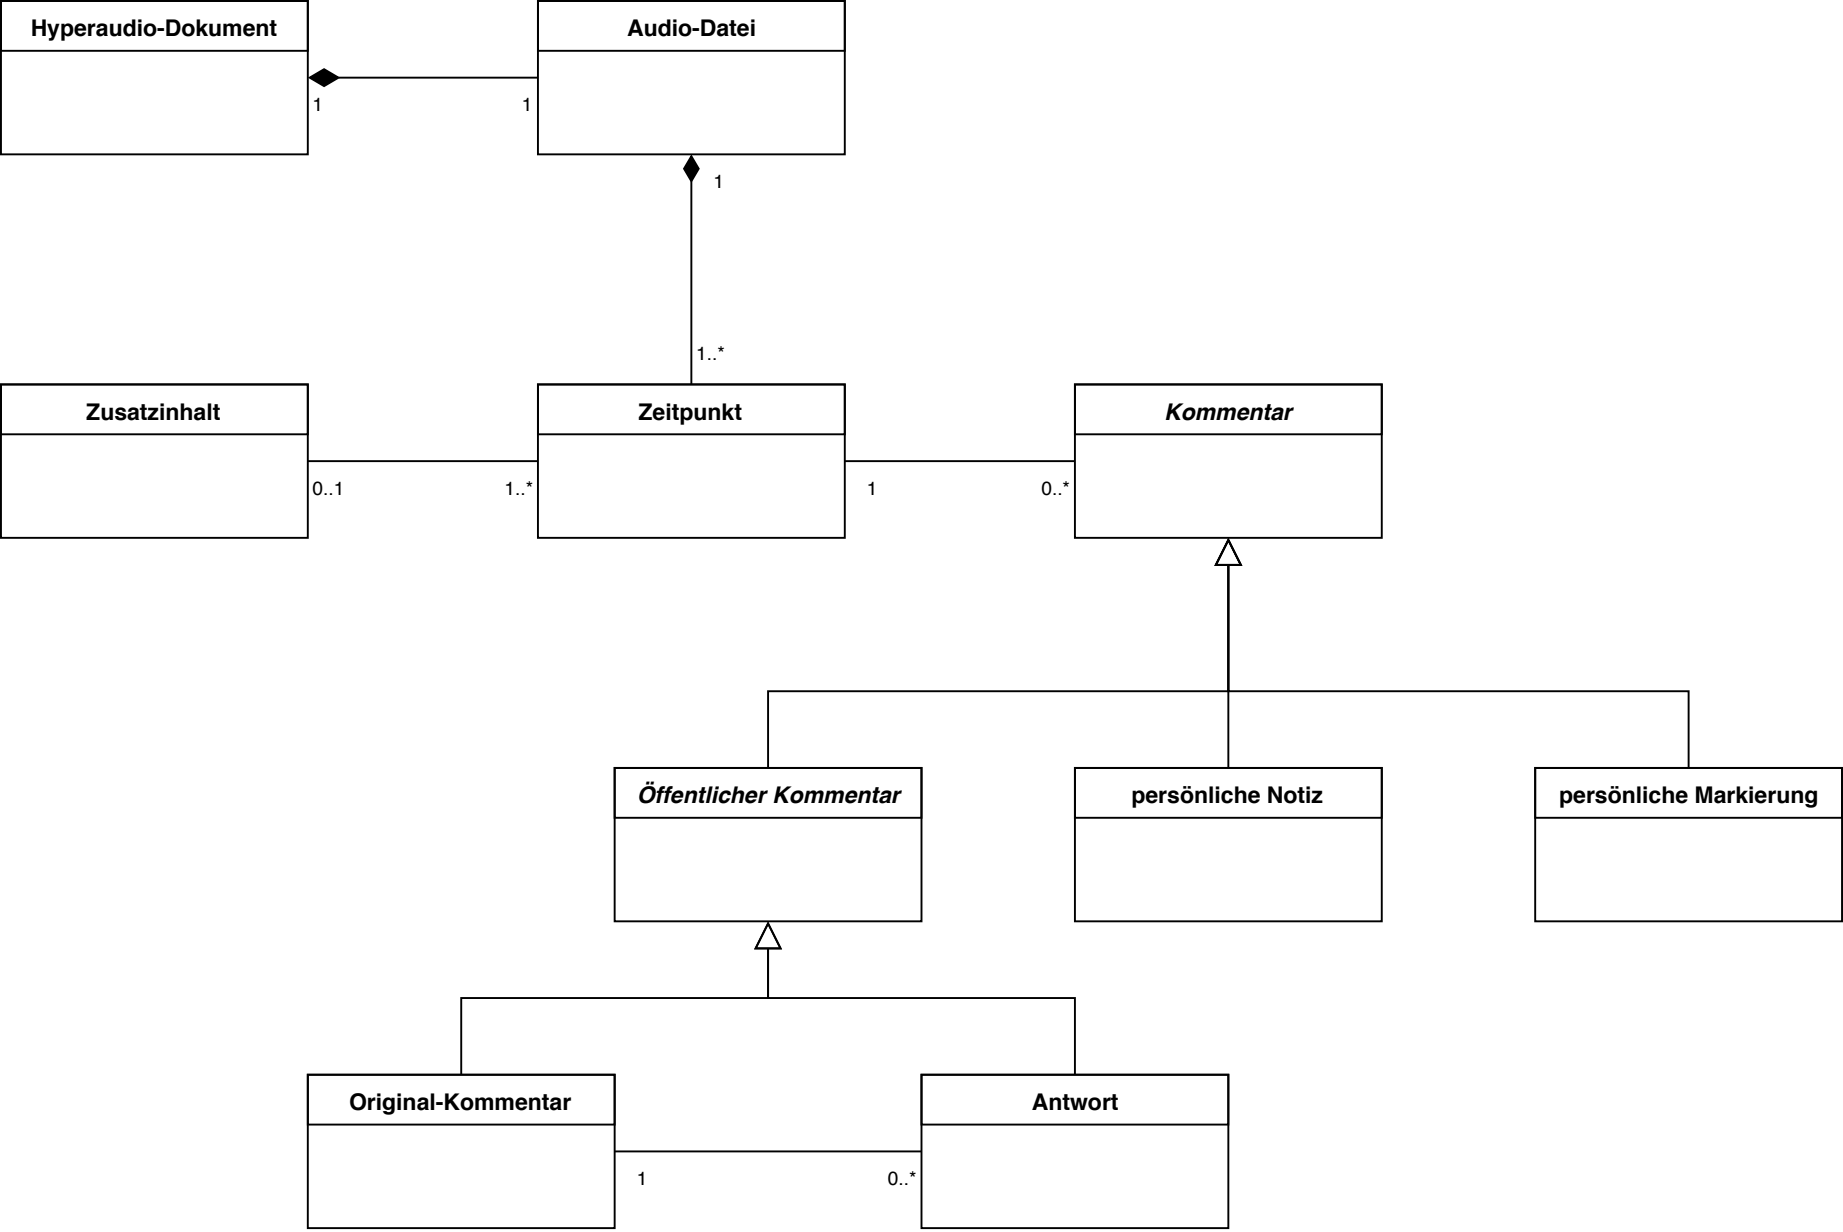 Hyperaudio-Dokument
Audio-Datei
1
1
1
1..*
Zusatzinhalt
Zeitpunkt
Kommentar
0..1
1..*
1
0..*
Öffentlicher Kommentar
persönliche Notiz
persönliche Markierung
Original-Kommentar
Antwort
1
0..*